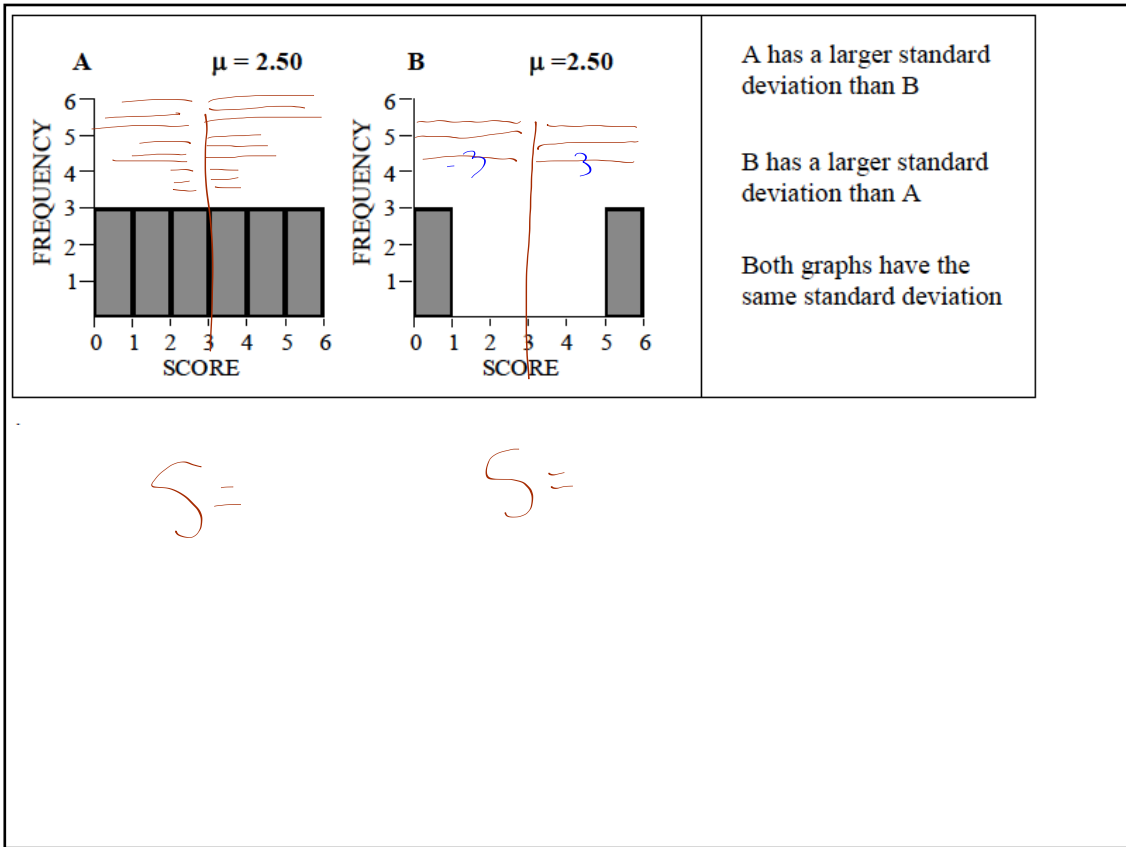 A μ = 2.50
FREQUENCY
6
5
4
3
2
1
0 1 2 3 4 5 6
SCORE
B μ =2.50
FREQUENCY
6
5
4
3
2
1
-3 3
0 1 2 3 4 5 6
SCORE
A has a larger standard
deviation than B
B has a larger standard
deviation than A
Both graphs have the
same standard deviation
S= S=